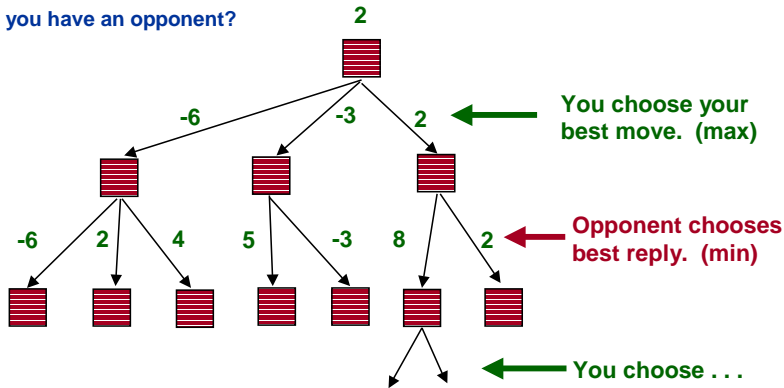 you have an opponent?
2
-6
-3
2
You choose your
best move. (max)
-6
2
4
5
-3
8
2
Opponent chooses
best reply. (min)
You choose . . .